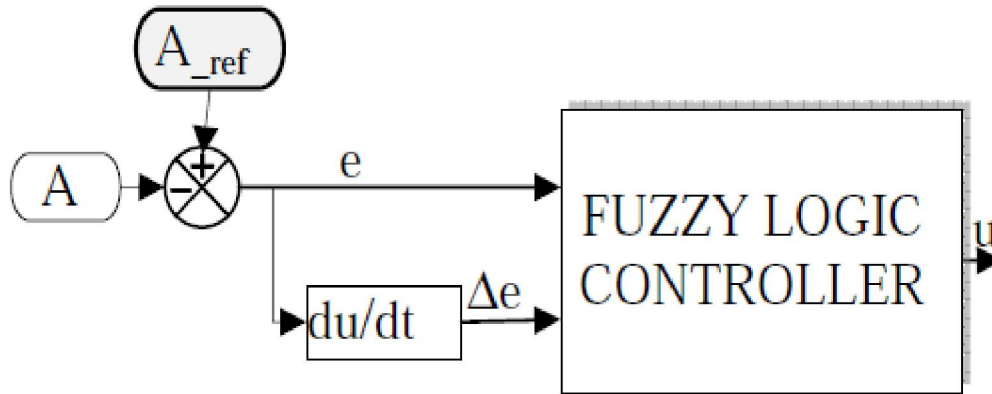 A_ref
+
A
−
e
FUZZY LOGIC
CONTROLLER
u
du/dt
Δe